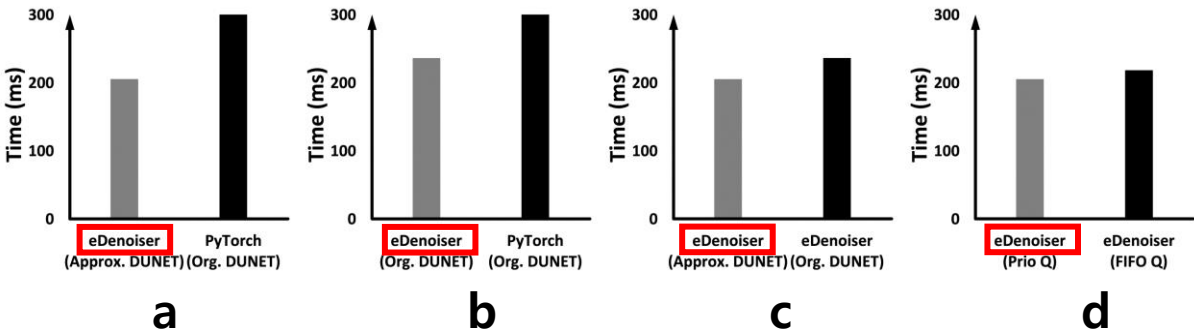 300
200
100
0
Time (ms)
eDenoiser
(Approx. DUNET)
PyTorch
(Org. DUNET)
a
300
200
100
0
Time (ms)
eDenoiser
(Org. DUNET)
PyTorch
(Org. DUNET)
b
300
200
100
0
Time (ms)
eDenoiser
(Approx. DUNET)
eDenoiser
(Org. DUNET)
c
300
200
100
0
Time (ms)
eDenoiser
(Prio Q)
eDenoiser
(FIFO Q)
d